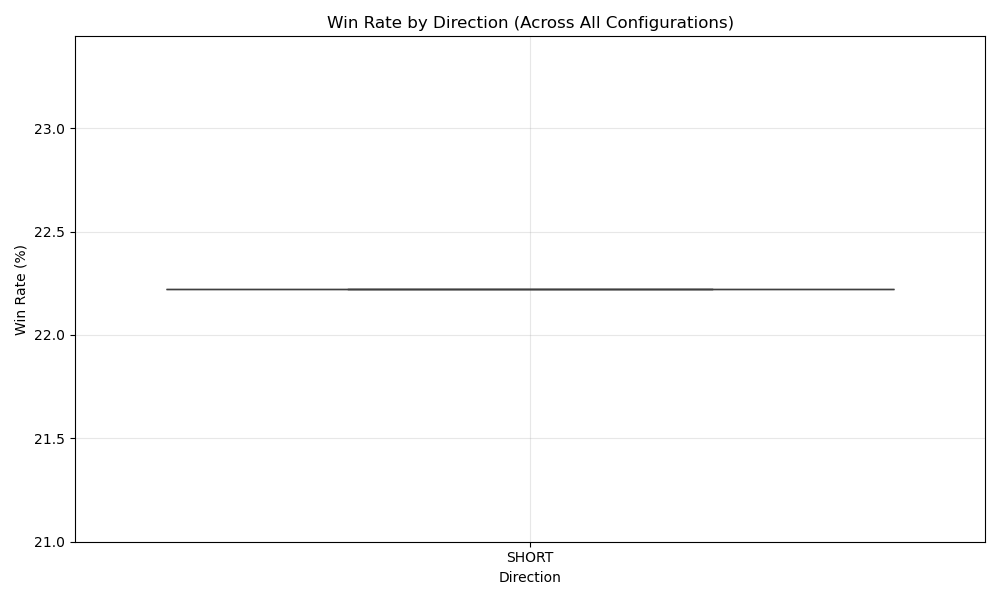 Win Rate by Direction (Across All Configurations)
Win Rate (%)
23.0
22.5
22.0
21.5
21.0
SHORT
Direction